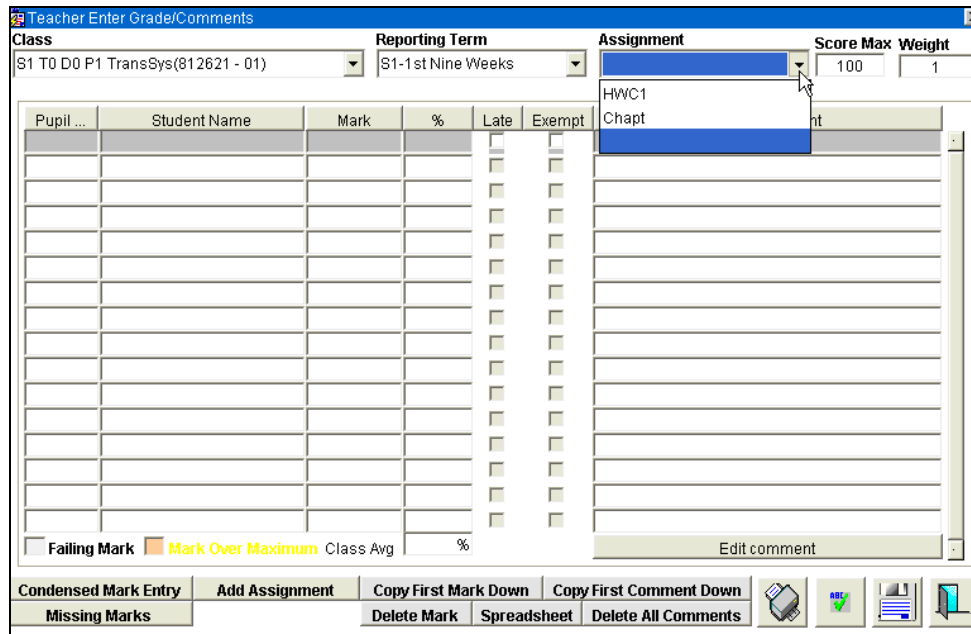 Teacher Enter Grade/Comments
Class Reporting Term Assignment Score Max Weight
S1 T0 D0 P1 TransSys(812621 - 01) S1-1st Nine Weeks 100 1
HWC1
Chapt
Pupil ... Student Name Mark % Late Exempt nt
Failing Mark Mark Over Maximum Class Avg % Edit comment
Condensed Mark Entry Add Assignment Copy First Mark Down Copy First Comment Down
ABC
Missing Marks Delete Mark Spreadsheet Delete All Comments